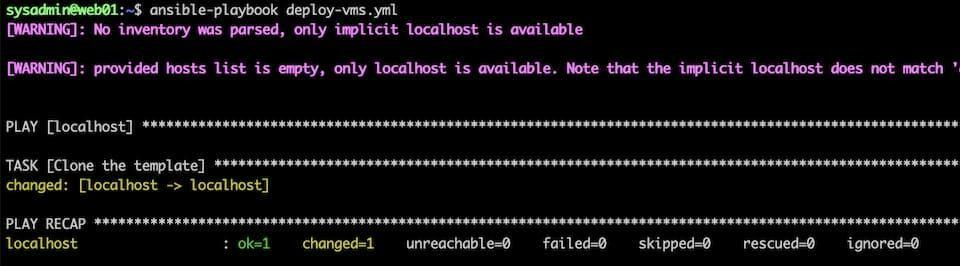 sysadmin@web01:~$ ansible-playbook deploy-vms.yml
[WARNING]: No inventory was parsed, only implicit localhost is available
[WARNING]: provided hosts list is empty, only localhost is available. Note that the implicit localhost does not match '
PLAY [localhost] ******************************************************************************************************
TASK [Clone the template] *********************************************************************************************
changed: [localhost -> localhost]
PLAY RECAP ************************************************************************************************************
localhost                  : ok=1    changed=1    unreachable=0    failed=0    skipped=0    rescued=0    ignored=0